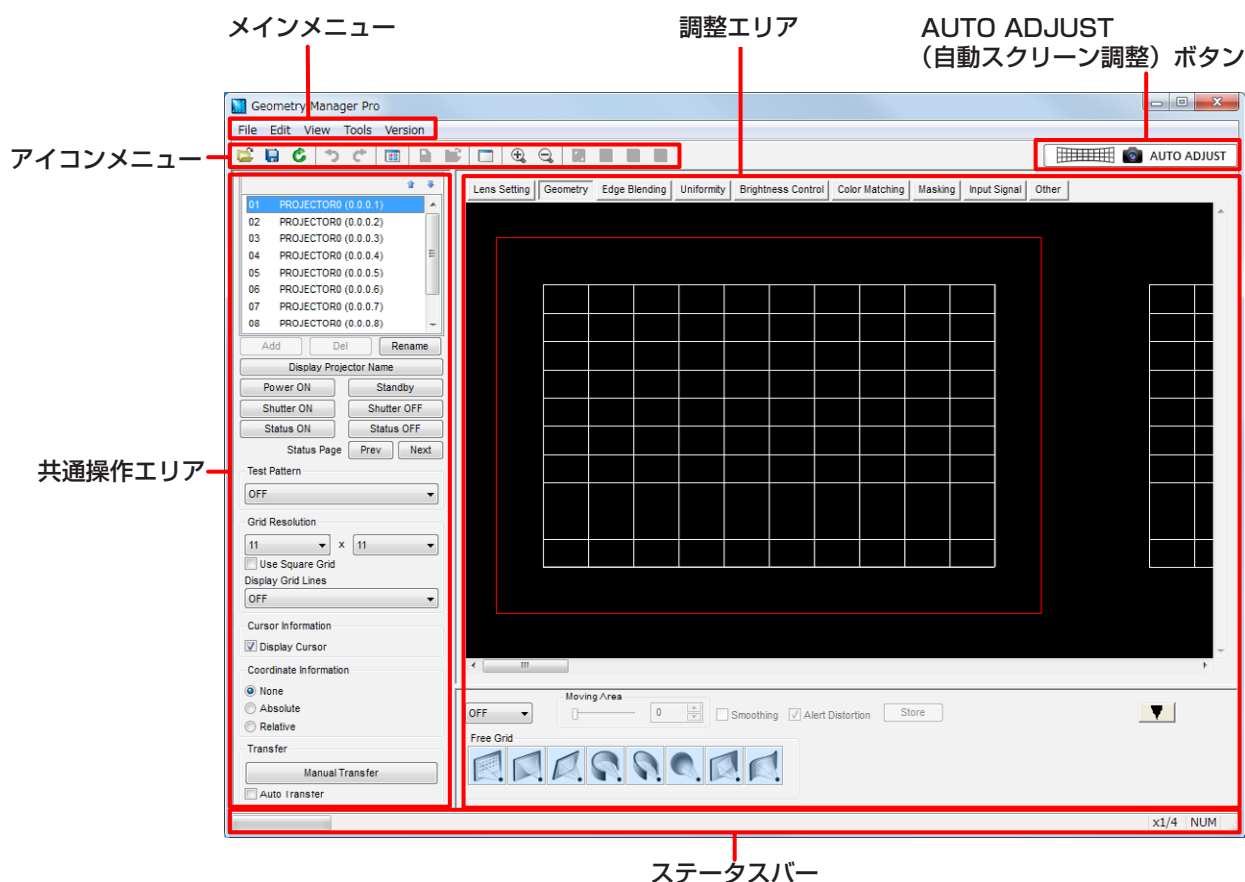 メインメニュー
調整エリア
AUTO ADJUST
（自動スクリーン調整）ボタン
Geometry Manager Pro
File Edit View Tools Version
アイコンメニュー
AUTO ADJUST
Lens Setting Geometry Edge Blending Uniformity Brightness Control Color Matching Masking Input Signal Other
01 PROJECTOR0 (0.0.0.1)
02 PROJECTOR0 (0.0.0.2)
03 PROJECTOR0 (0.0.0.3)
04 PROJECTOR0 (0.0.0.4)
05 PROJECTOR0 (0.0.0.5)
06 PROJECTOR0 (0.0.0.6)
07 PROJECTOR0 (0.0.0.7)
08 PROJECTOR0 (0.0.0.8)
Add Del Rename
Display Projector Name
Power ON Standby
Shutter ON Shutter OFF
Status ON Status OFF
Status Page Prev Next
共通操作エリア
Test Pattern
OFF
Grid Resolution
11 x 11
Use Square Grid
Display Grid Lines
OFF
Cursor Information
Display Cursor
Coordinate Information
None
Absolute
Relative
Transfer
Manual Transfer
Auto Transfer
Moving Area
OFF 0 Smoothing Alert Distortion Store
Free Grid
x1/4 NUM
ステータスバー